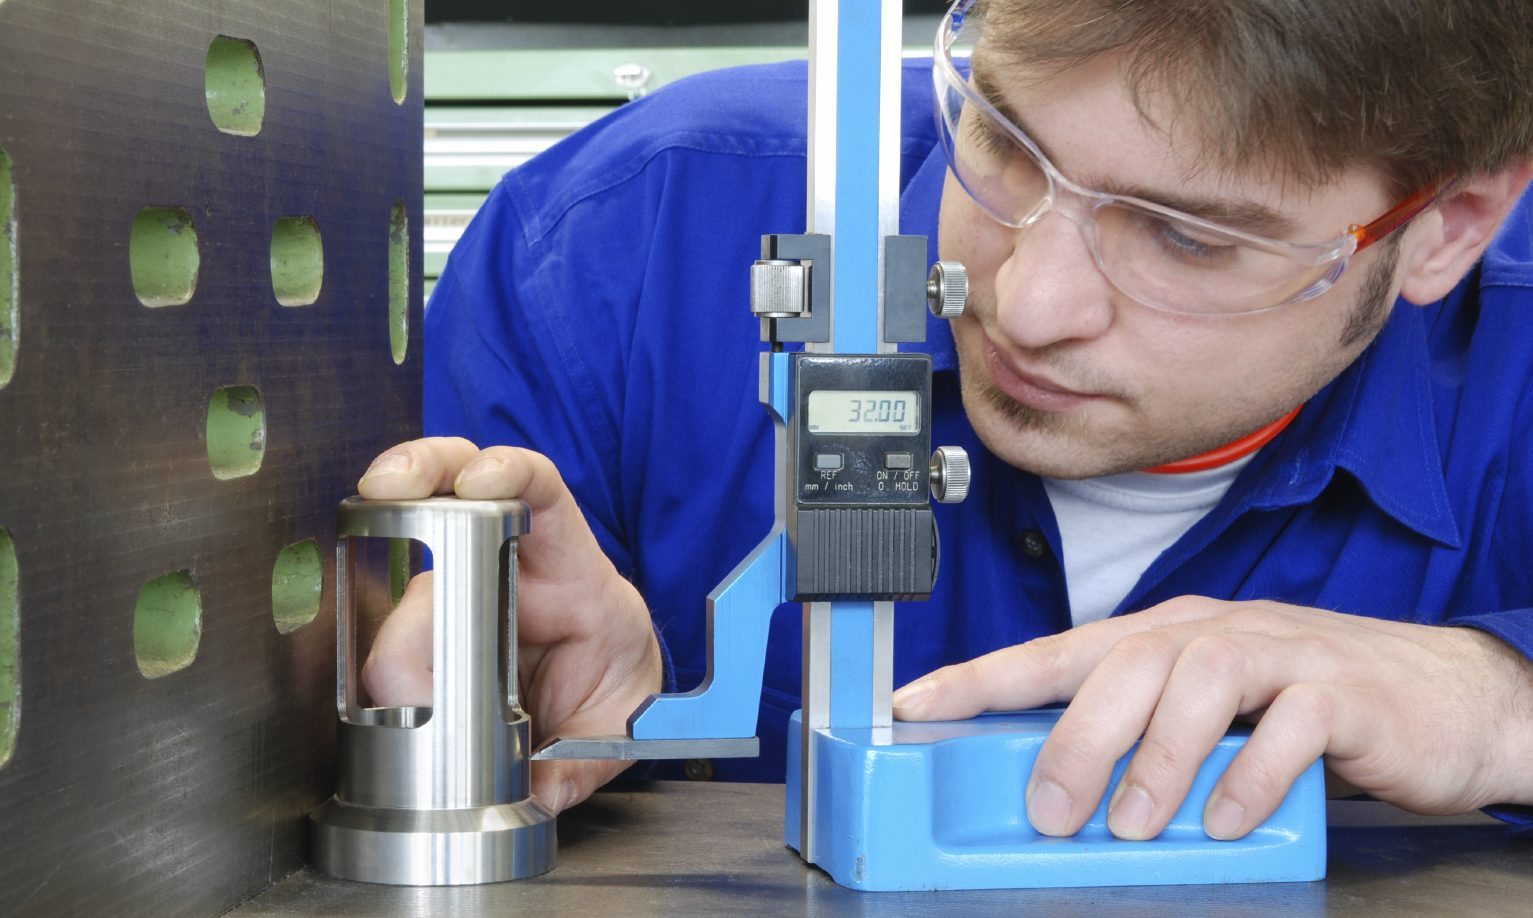 32.00
MM SET
REF ON / OFF
mm / inch 0. HOLD